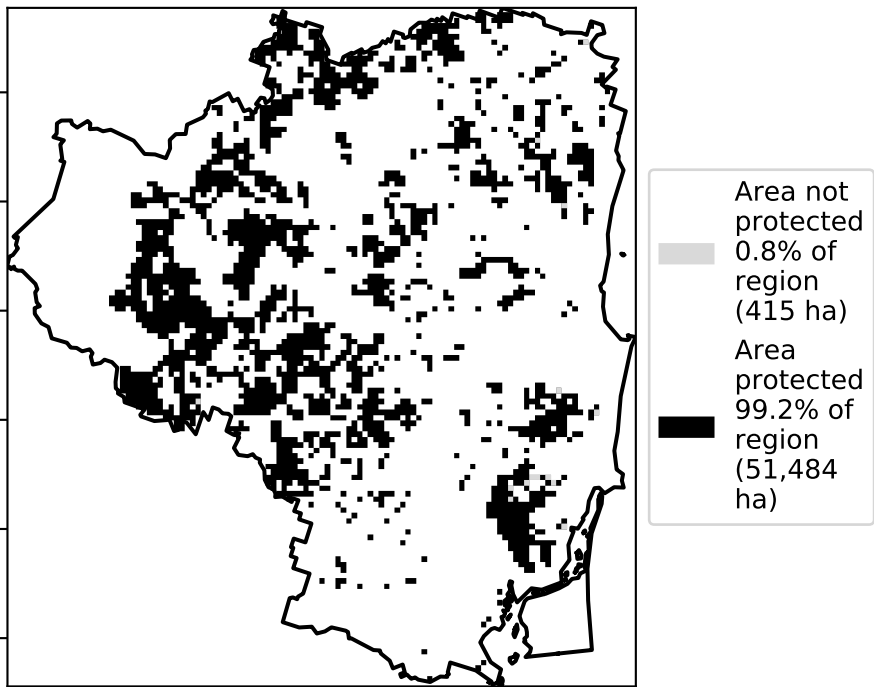 Area not
protected
0.8% of
region
(415 ha)
Area
protected
99.2% of
region
(51,484
ha)